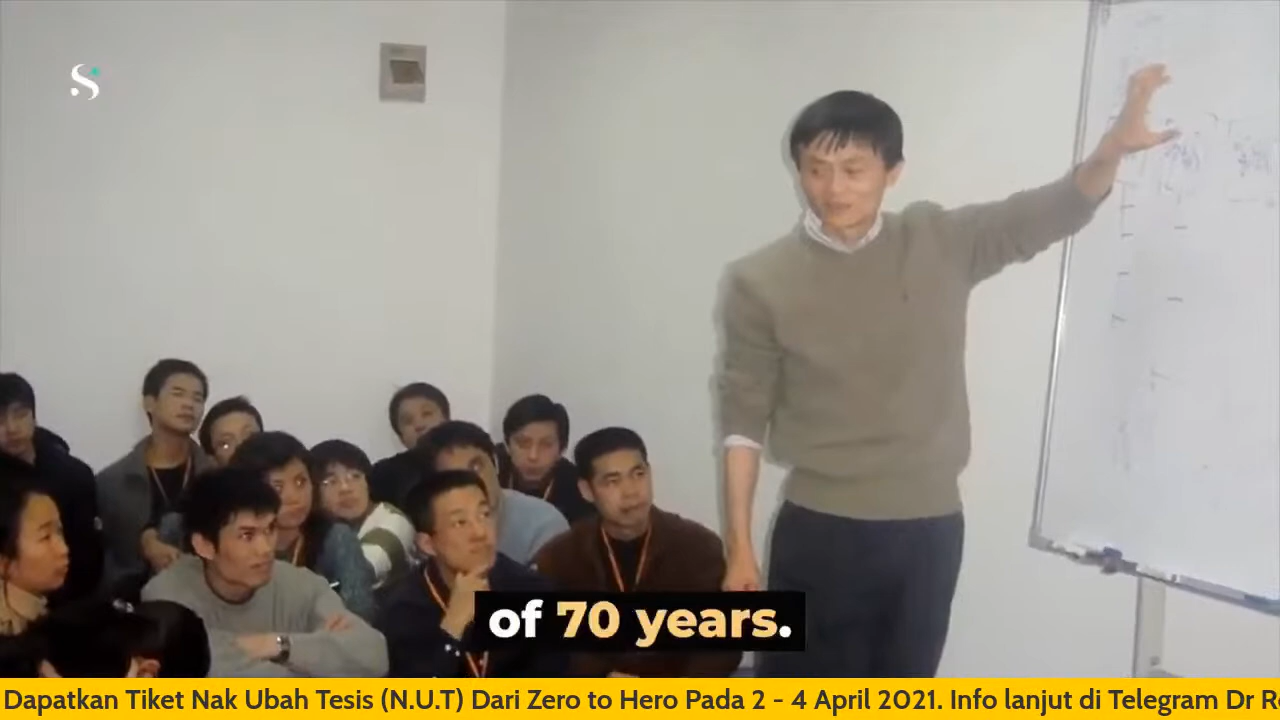 S
of 70 years.
Dapatkan Tiket Nak Ubah Tesis (N.U.T) Dari Zero to Hero Pada 2 - 4 April 2021. Info lanjut di Telegram Dr